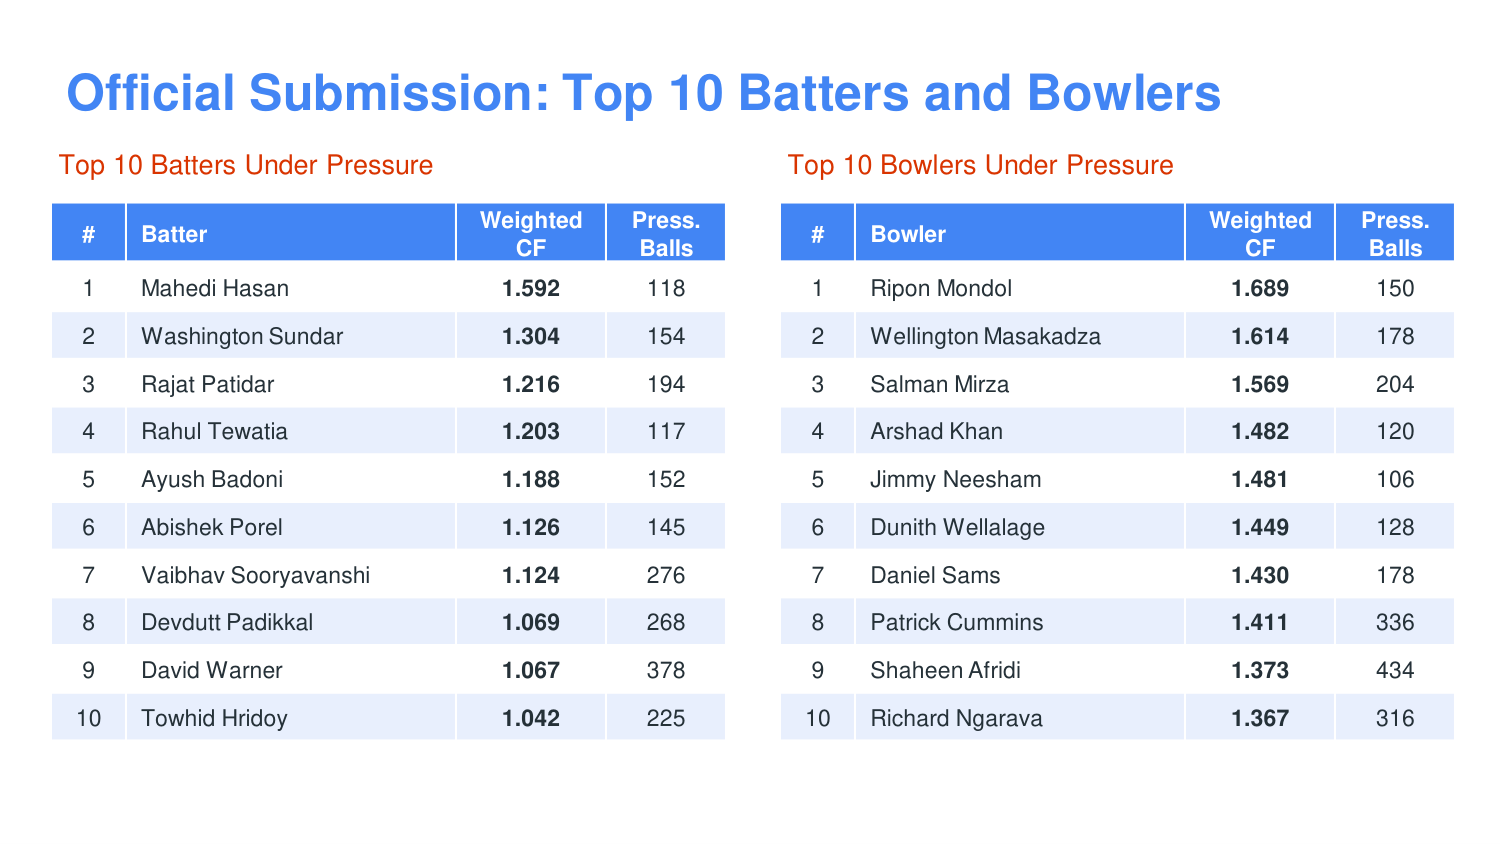 Official Submission: Top 10 Batters and Bowlers
Top 10 Batters Under Pressure
# Batter Weighted CF Press. Balls
1 Mahedi Hasan 1.592 118
2 Washington Sundar 1.304 154
3 Rajat Patidar 1.216 194
4 Rahul Tewatia 1.203 117
5 Ayush Badoni 1.188 152
6 Abishek Porel 1.126 145
7 Vaibhav Sooryavanshi 1.124 276
8 Devdutt Padikkal 1.069 268
9 David Warner 1.067 378
10 Towhid Hridoy 1.042 225
Top 10 Bowlers Under Pressure
# Bowler Weighted CF Press. Balls
1 Ripon Mondol 1.689 150
2 Wellington Masakadza 1.614 178
3 Salman Mirza 1.569 204
4 Arshad Khan 1.482 120
5 Jimmy Neesham 1.481 106
6 Dunith Wellalage 1.449 128
7 Daniel Sams 1.430 178
8 Patrick Cummins 1.411 336
9 Shaheen Afridi 1.373 434
10 Richard Ngarava 1.367 316